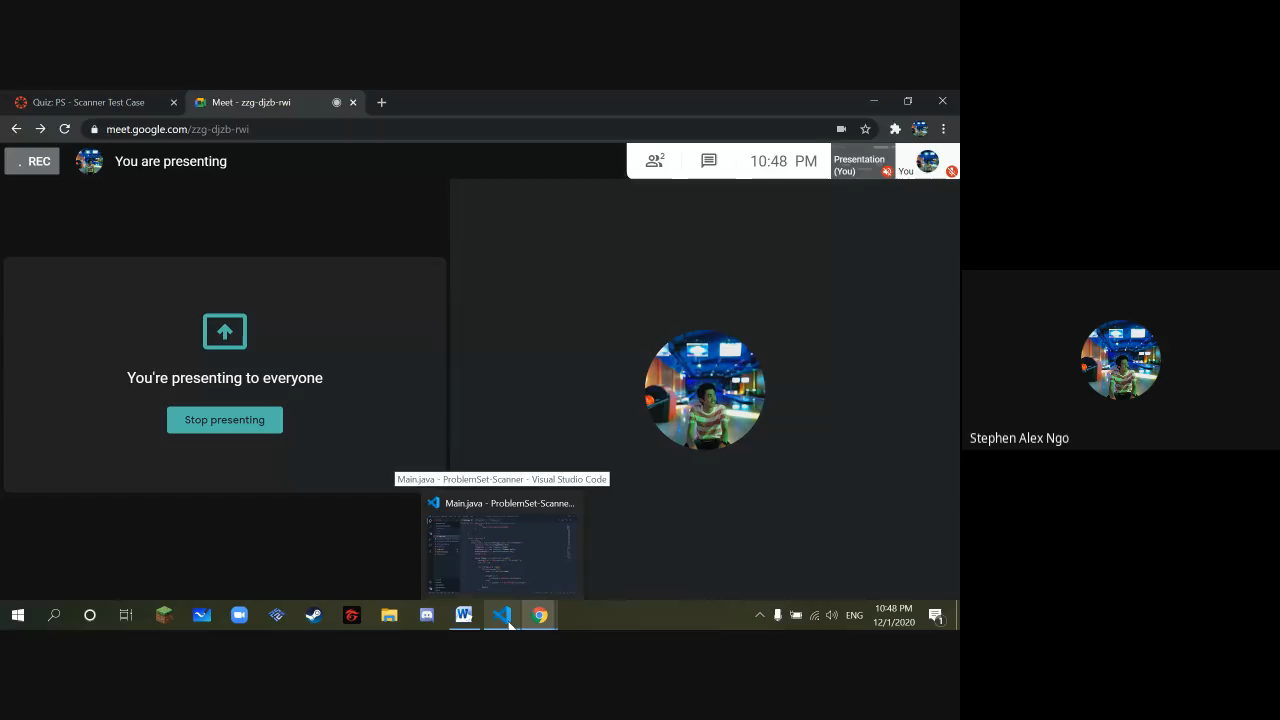 Quiz: PS - Scanner Test Case
Meet - zzg-djzb-rwi
meet.google.com/zzg-djzb-rwi
. REC
You are presenting
2
10:48 PM
Presentation
(You)
You
You're presenting to everyone
Stop presenting
Stephen Alex Ngo
Main.java - ProblemSet-Scanner - Visual Studio Code
Main.java - ProblemSet-Scanne...
ENG
10:48 PM
12/1/2020
1